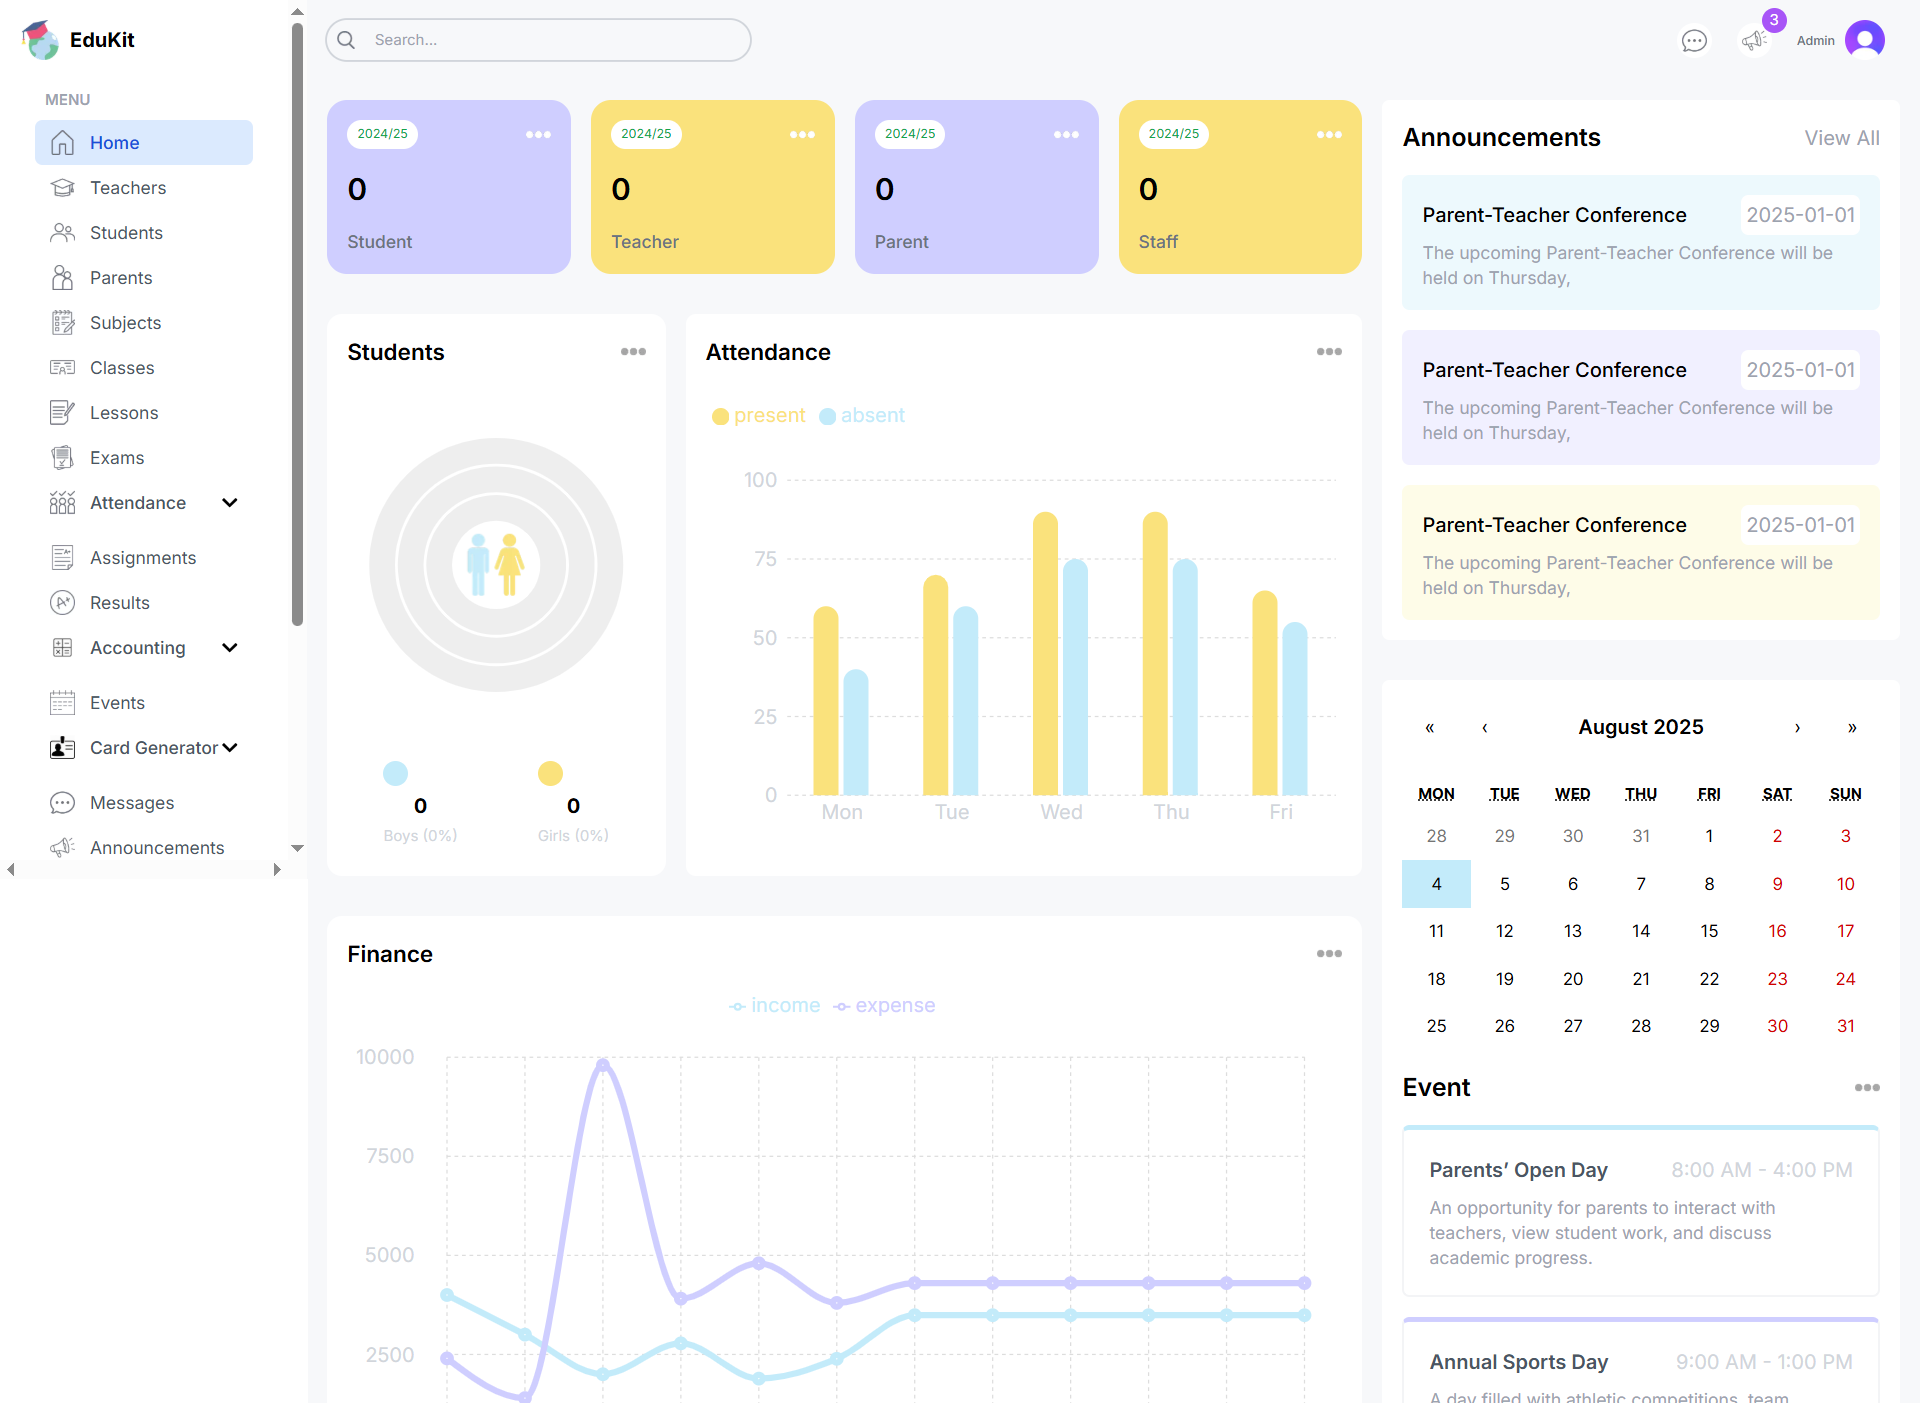 EduKit
MENU
Home
Teachers
Students
Parents
Subjects
Classes
Lessons
Exams
Attendance
Assignments
Results
Accounting
Events
Card Generator
Messages
Announcements
Search...
3
Admin
2024/25
0
Student
2024/25
0
Teacher
2024/25
0
Parent
2024/25
0
Staff
Students
0
Boys (0%)
0
Girls (0%)
Attendance
present absent
100
75
50
25
0
Mon Tue Wed Thu Fri
Finance
income expense
10000
7500
5000
2500
Announcements
View All
Parent-Teacher Conference 2025-01-01
The upcoming Parent-Teacher Conference will be
held on Thursday,
Parent-Teacher Conference 2025-01-01
The upcoming Parent-Teacher Conference will be
held on Thursday,
Parent-Teacher Conference 2025-01-01
The upcoming Parent-Teacher Conference will be
held on Thursday,
« ‹ August 2025 › »
MON TUE WED THU FRI SAT SUN
28 29 30 31 1 2 3
4 5 6 7 8 9 10
11 12 13 14 15 16 17
18 19 20 21 22 23 24
25 26 27 28 29 30 31
Event
Parents’ Open Day 8:00 AM - 4:00 PM
An opportunity for parents to interact with
teachers, view student work, and discuss
academic progress.
Annual Sports Day 9:00 AM - 1:00 PM
A day filled with athletic competitions, team